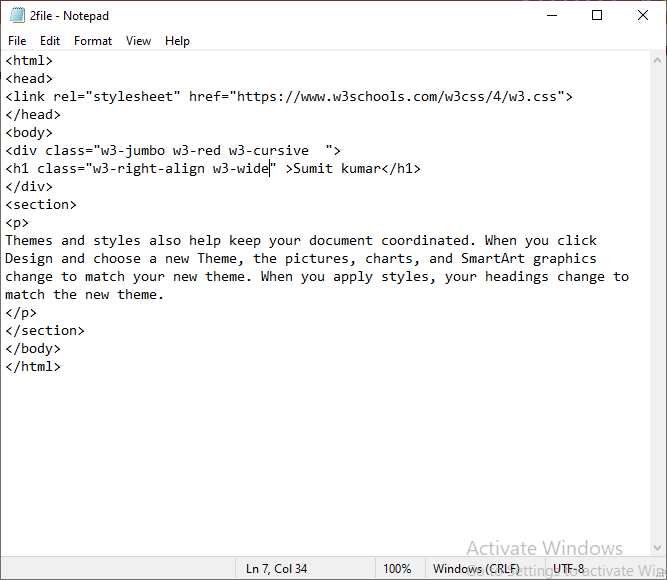 2file - Notepad
File Edit Format View Help
<html>
<head>
<link rel="stylesheet" href="https://www.w3schools.com/w3css/4/w3.css">
</head>
<body>
<div class="w3-jumbo w3-red w3-cursive  ">
<h1 class="w3-right-align w3-wide" >Sumit kumar</h1>
</div>
<section>
<p>
Themes and styles also help keep your document coordinated. When you click
Design and choose a new Theme, the pictures, charts, and SmartArt graphics
change to match your new theme. When you apply styles, your headings change to
match the new theme.
</p>
</section>
</body>
</html>
Activate Windows
Go to Settings to activate Win
Ln 7, Col 34 100% Windows (CRLF) UTF-8